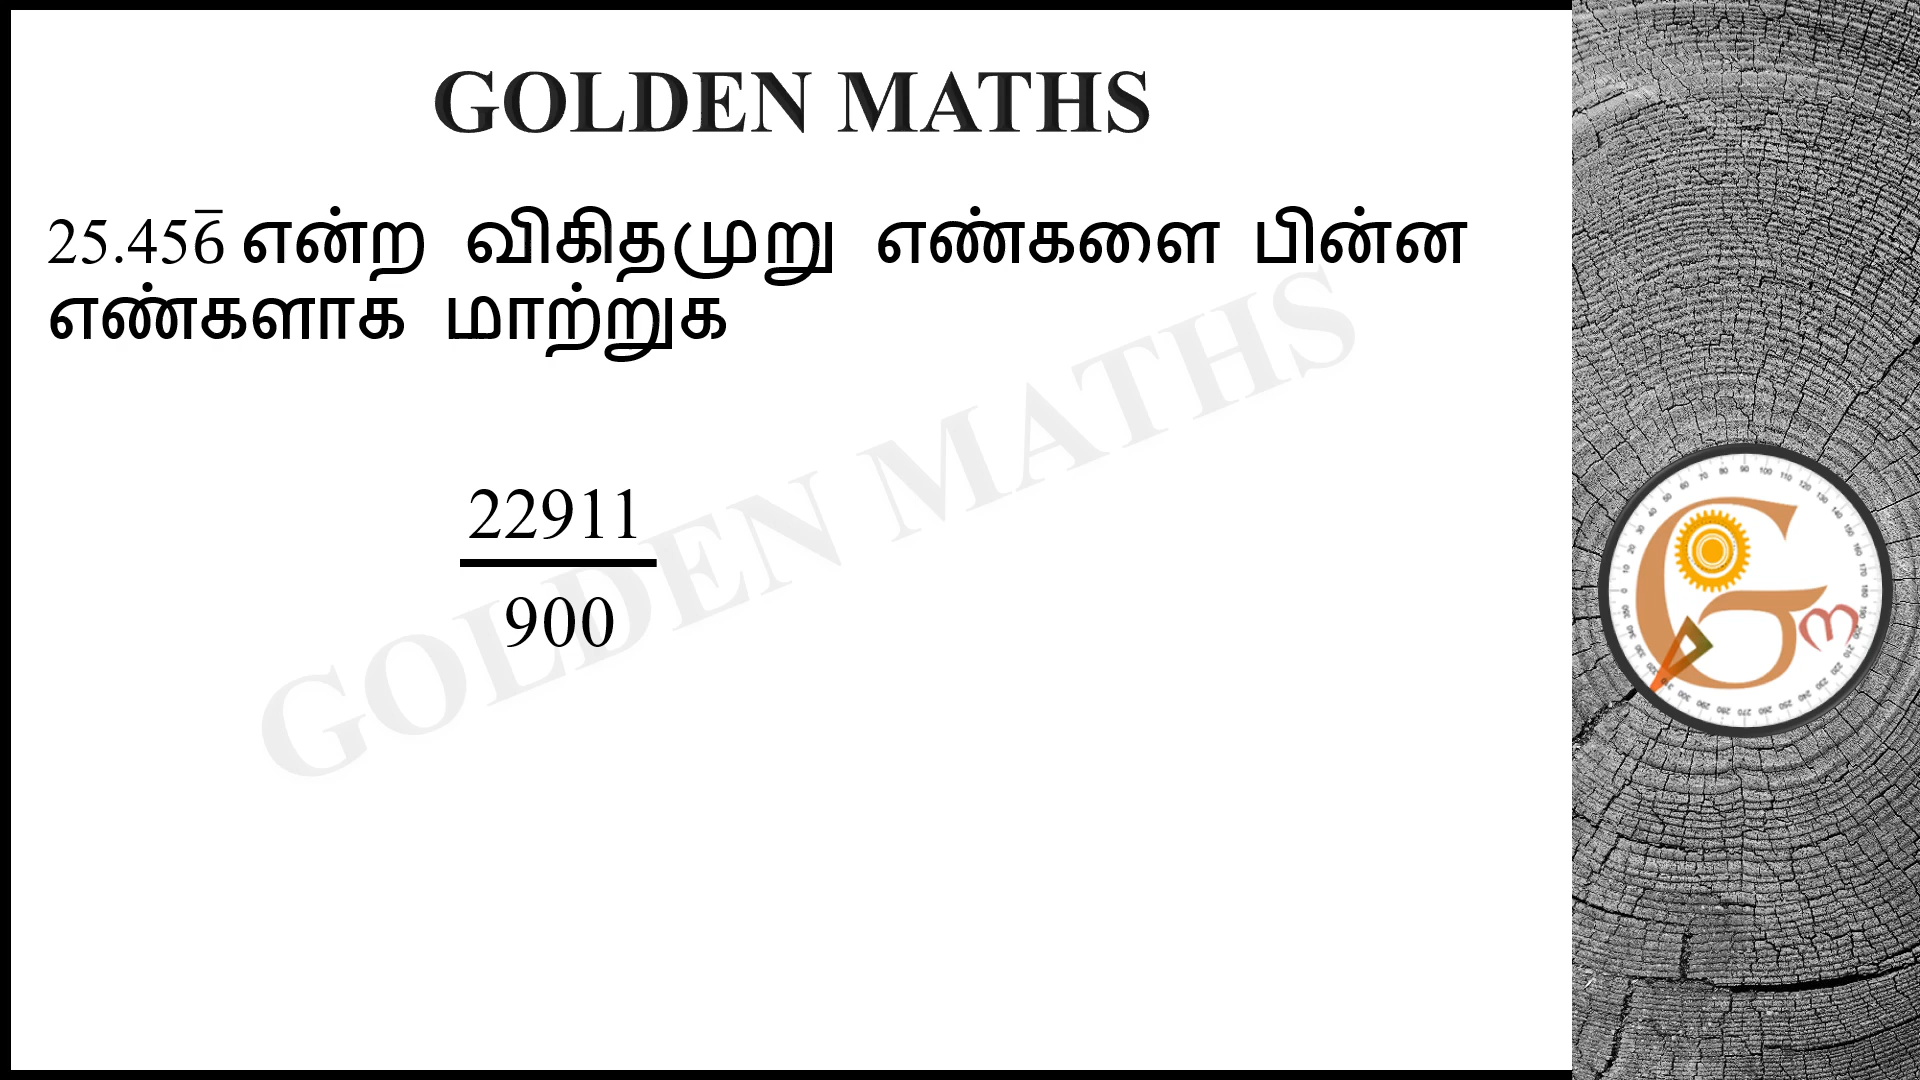 GOLDEN MATHS
25.456̅ என்ற விகிதமுறு எண்களை பின்ன
எண்களாக மாற்றுக
22911
900
GOLDEN MATHS